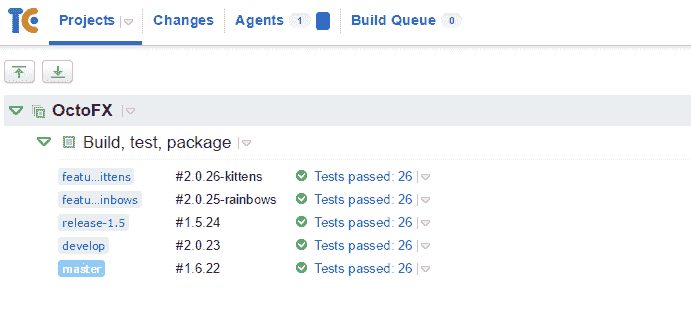 TC Projects Changes Agents 1 Build Queue 0
OctoFX
Build, test, package
featu...ittens #2.0.26-kittens Tests passed: 26
featu...inbows #2.0.25-rainbows Tests passed: 26
release-1.5 #1.5.24 Tests passed: 26
develop #2.0.23 Tests passed: 26
master #1.6.22 Tests passed: 26